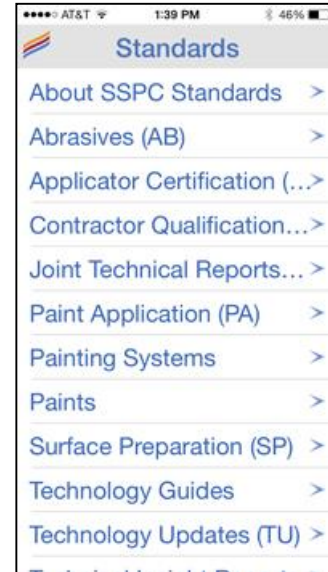 AT&T 1:39 PM 46%
Standards
About SSPC Standards >
Abrasives (AB) >
Applicator Certification (...>
Contractor Qualification...>
Joint Technical Reports...>
Paint Application (PA) >
Painting Systems >
Paints >
Surface Preparation (SP) >
Technology Guides >
Technology Updates (TU) >